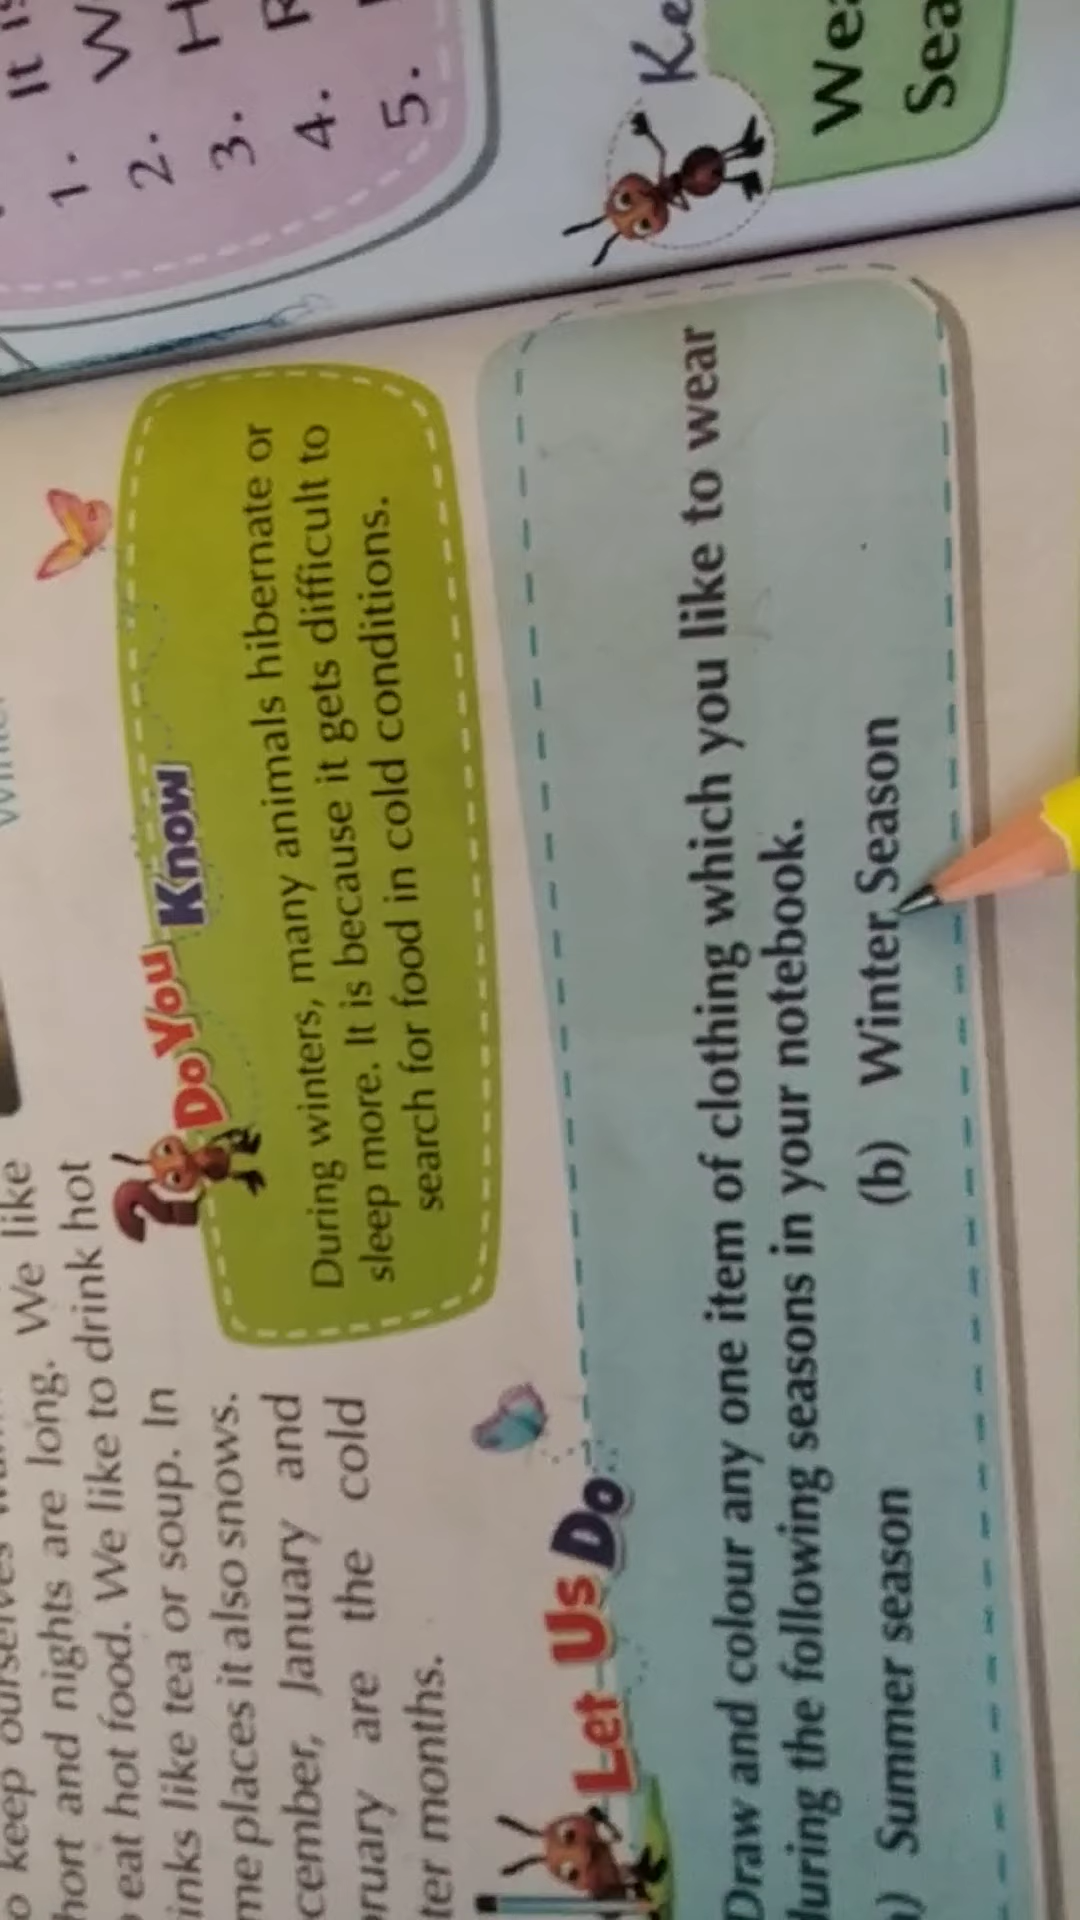 It
1. W
2. H
3. R
4.
5.
Ke
Wea
Sea
keep ourselves
hort and nights are long. We like
eat hot food. We like to drink hot
inks like tea or soup. In
me places it also snows.
cember, January and
ruary are the cold
ter months.
Do You Know
?
During winters, many animals hibernate or
sleep more. It is because it gets difficult to
search for food in cold conditions.
Let Us Do
Draw and colour any one item of clothing which you like to wear
during the following seasons in your notebook.
) Summer season (b) Winter Season